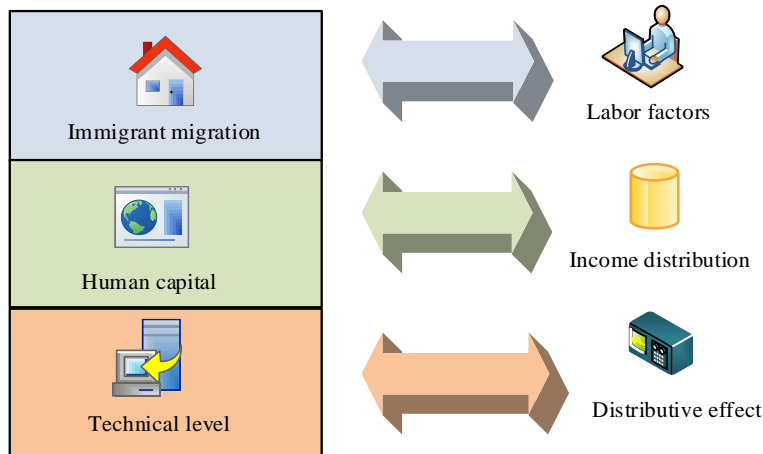 Immigrant migration
Labor factors
Human capital
Income distribution
Technical level
Distributive effect